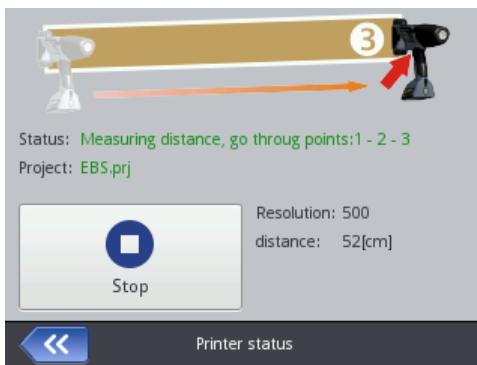 3
Status: Measuring distance, go throug points:1 - 2 - 3
Project: EBS.prj
Resolution: 500
distance: 52[cm]
Stop
Printer status